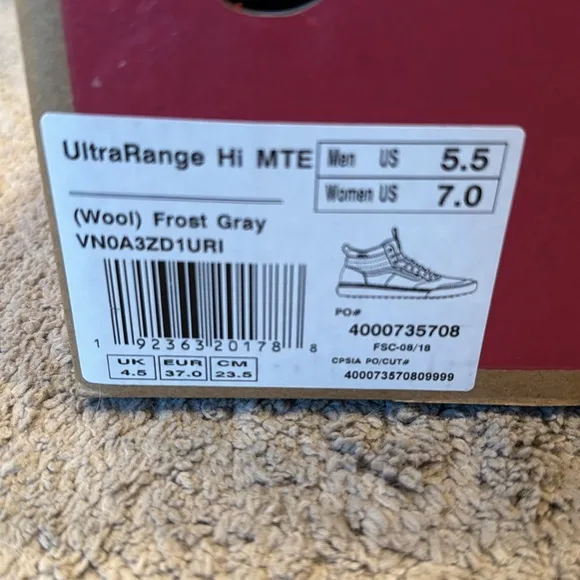 UltraRange Hi MTE
Men US 5.5
Women US 7.0
(Wool) Frost Gray
VN0A3ZD1URI
1 92363 20178 8
UK 4.5
EUR 37.0
CM 23.5
PO#
4000735708
FSC-08/18
CPSIA PO/CUT#
400073570809999